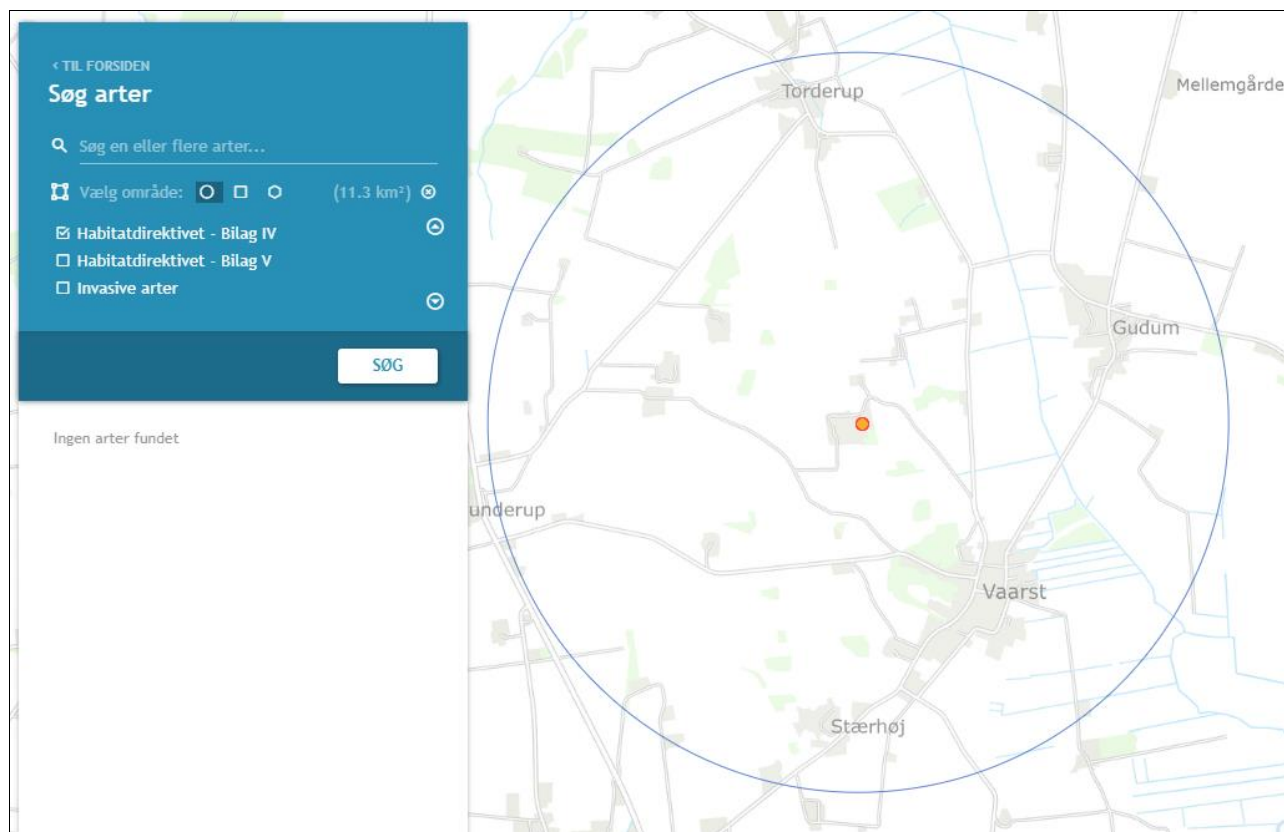 ‹ TIL FORSIDEN
Søg arter
Søg en eller flere arter...
Vælg område: (11.3 km²)
Habitatdirektivet - Bilag IV
Habitatdirektivet - Bilag V
Invasive arter
SØG
Ingen arter fundet
Torderup
Mellemgårde
Gudum
underup
Vaarst
Stærhøj